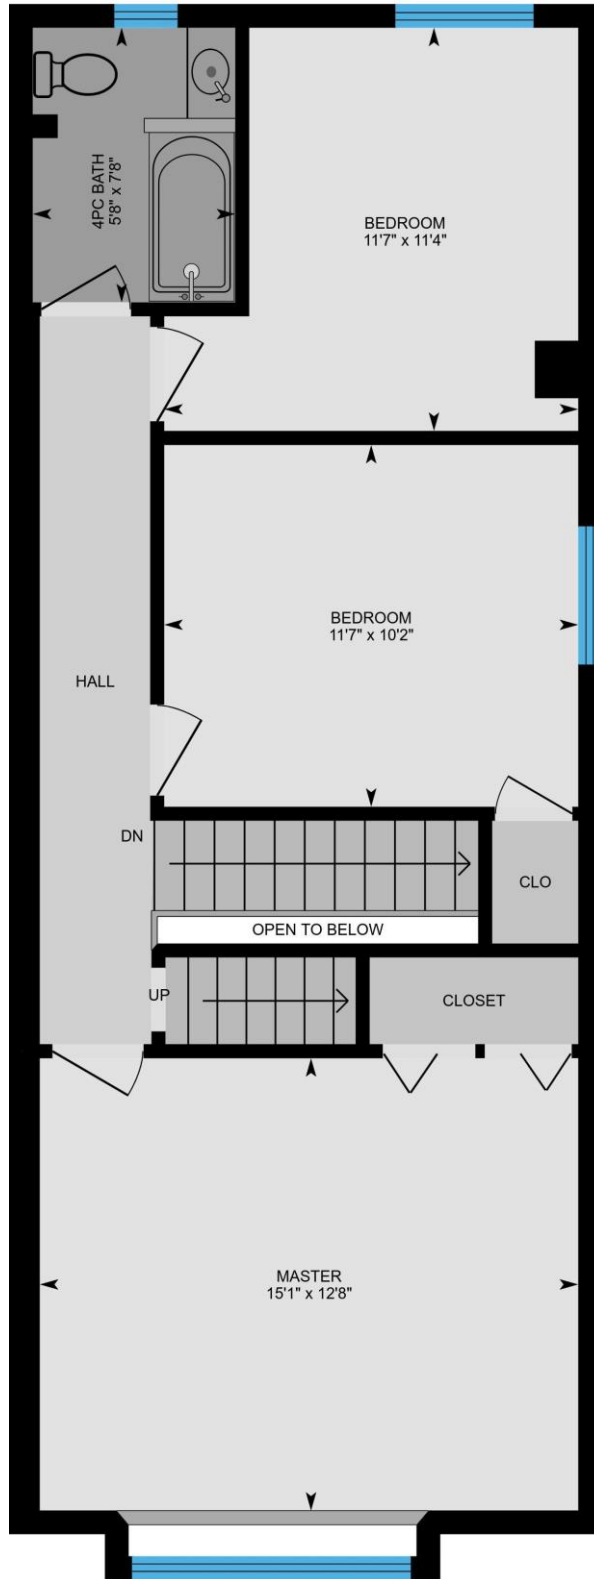 4PC BATH
5'8" x 7'8"
BEDROOM
11'7" x 11'4"
BEDROOM
11'7" x 10'2"
HALL
DN
CLO
OPEN TO BELOW
UP
CLOSET
MASTER
15'1" x 12'8"